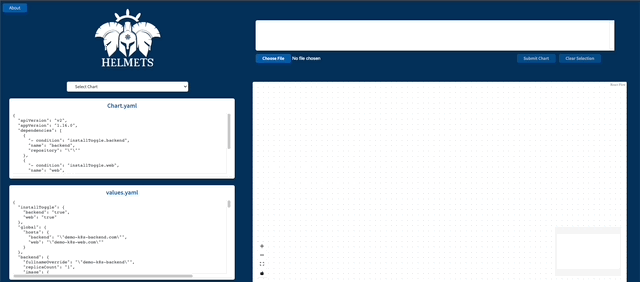 About
HELMETS
Choose File No file chosen
Submit Chart
Clear Selection
Select Chart
React Flow
Chart.yaml
{
"apiVersion": "v2",
"appVersion": "1.16.0",
"dependencies": [
{
"- condition": "installToggle.backend",
"name": "backend",
"repository": "\"\""
},
{
"- condition": "installToggle.web",
"name": "web",
values.yaml
{
"installToggle": {
"backend": "true",
"web": "true"
},
"global": {
"hosts": {
"backend": "\"demo-k8s-backend.com\"",
"web": "\"demo-k8s-web.com\""
}
},
"backend": {
"fullnameOverride": "\"demo-k8s-backend\"",
"replicaCount": "1",
"image": {